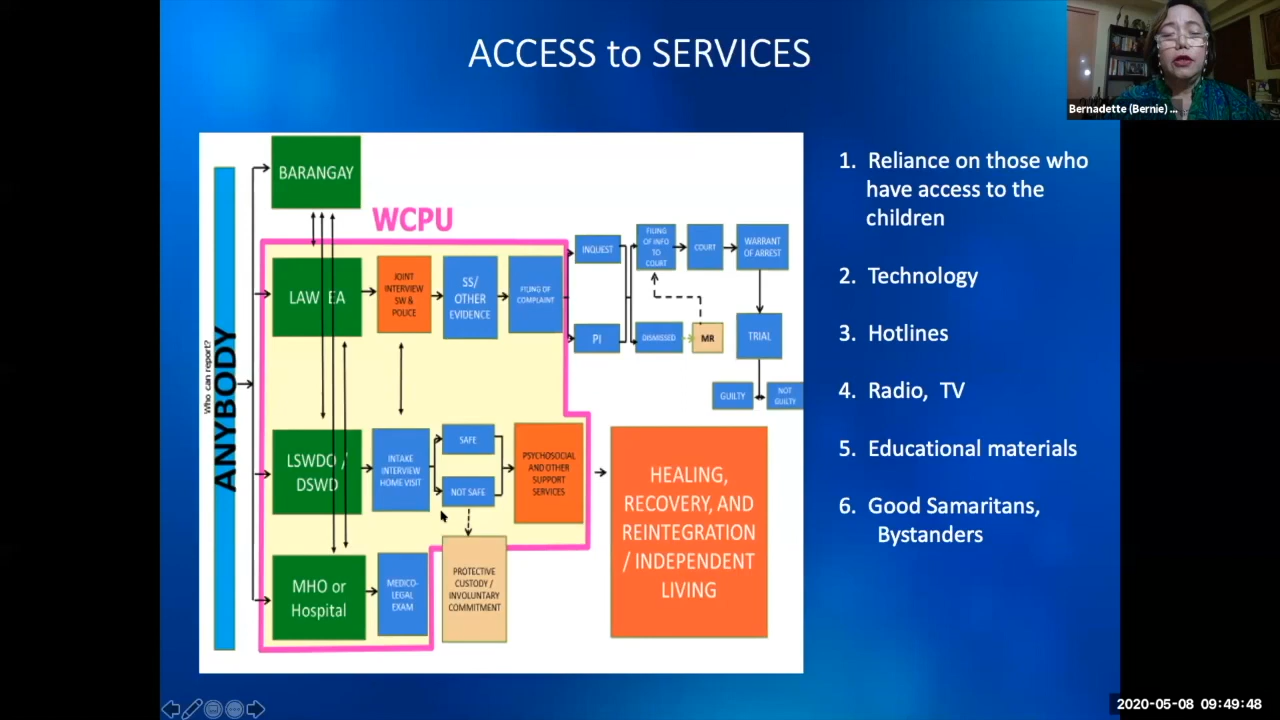 ACCESS to SERVICES
Bernadette (Bernie) ...
Who can report?
ANYBODY
BARANGAY
WCPU
LAW EA
JOINT
INTERVIEW
SW &
POLICE
SS/
OTHER
EVIDENCE
FILING OF
COMPLAINT
INQUEST
PI
FILING
OF INFO
TO
COURT
COURT
WARRANT
OF ARREST
DISMISSED
MR
TRIAL
GUILTY
NOT
GUILTY
LSWDO /
DSWD
INTAKE
INTERVIEW
HOME VISIT
SAFE
NOT SAFE
PSYCHOSOCIAL
AND OTHER
SUPPORT
SERVICES
HEALING,
RECOVERY, AND
REINTEGRATION
/ INDEPENDENT
LIVING
MHO or
Hospital
MEDICO-
LEGAL
EXAM
PROTECTIVE
CUSTODY /
INVOLUNTARY
COMMITMENT
1. Reliance on those who
have access to the
children
2. Technology
3. Hotlines
4. Radio, TV
5. Educational materials
6. Good Samaritans,
Bystanders
2020-05-08 09:49:48